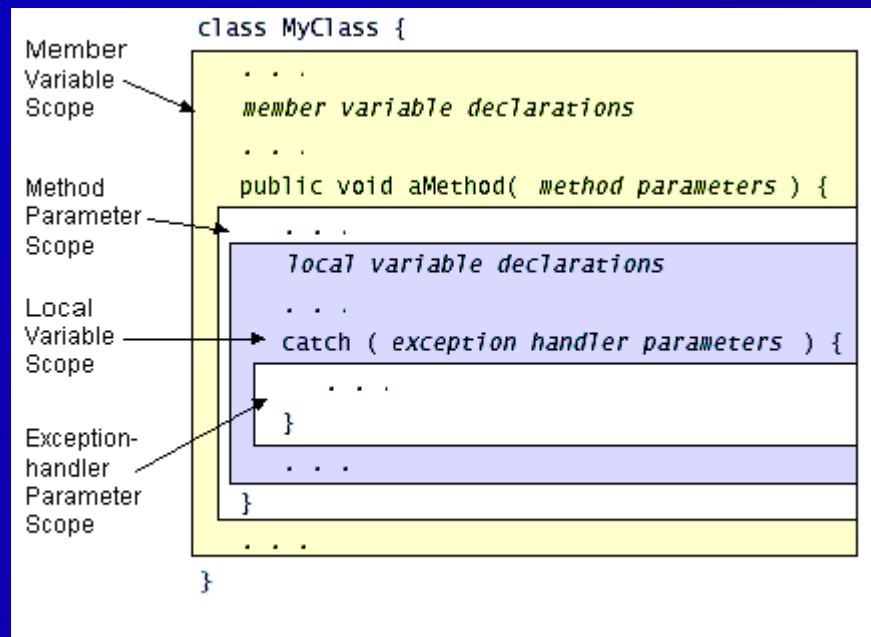 class MyClass {
Member
Variable
Scope
. . .
member variable declarations
. . .
Method
Parameter
Scope
public void aMethod( method parameters ) {
. . .
local variable declarations
. . .
Local
Variable
Scope
catch ( exception handler parameters ) {
. . .
}
Exception-
handler
Parameter
Scope
. . .
}
. . .
}